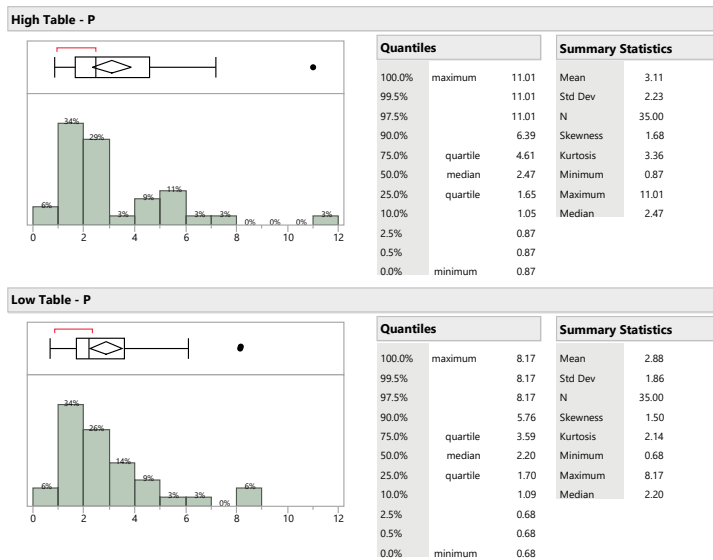 High Table - P
34%
29%
6%
3%
9%
11%
3%
3%
0%
0%
0%
3%
0 2 4 6 8 10 12
Quantiles
100.0% maximum 11.01
99.5% 11.01
97.5% 11.01
90.0% 6.39
75.0% quartile 4.61
50.0% median 2.47
25.0% quartile 1.65
10.0% 1.05
2.5% 0.87
0.5% 0.87
0.0% minimum 0.87
Summary Statistics
Mean 3.11
Std Dev 2.23
N 35.00
Skewness 1.68
Kurtosis 3.36
Minimum 0.87
Maximum 11.01
Median 2.47
Low Table - P
34%
26%
6%
14%
9%
3%
3%
0%
6%
0 2 4 6 8 10 12
Quantiles
100.0% maximum 8.17
99.5% 8.17
97.5% 8.17
90.0% 5.76
75.0% quartile 3.59
50.0% median 2.20
25.0% quartile 1.70
10.0% 1.09
2.5% 0.68
0.5% 0.68
0.0% minimum 0.68
Summary Statistics
Mean 2.88
Std Dev 1.86
N 35.00
Skewness 1.50
Kurtosis 2.14
Minimum 0.68
Maximum 8.17
Median 2.20